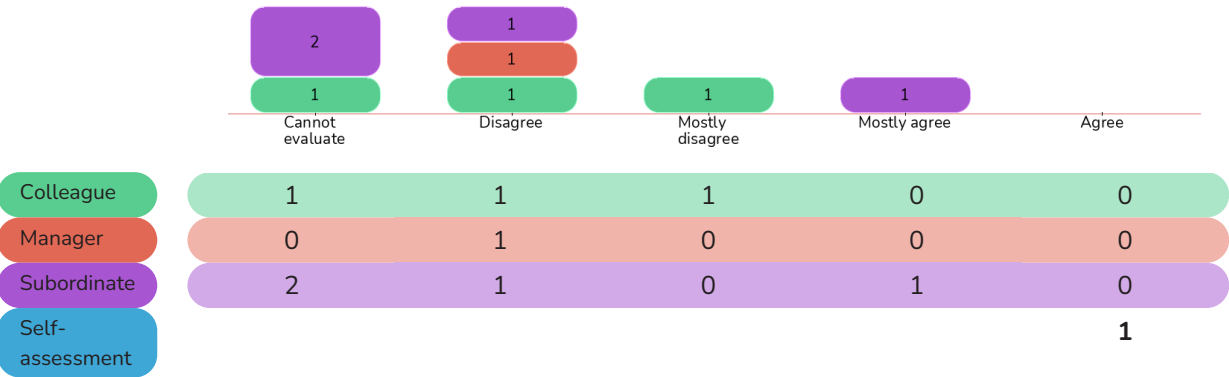 2
1
1
1
1
1
1
Cannot
evaluate
Disagree
Mostly
disagree
Mostly agree
Agree
Colleague 1 1 1 0 0
Manager 0 1 0 0 0
Subordinate 2 1 0 1 0
Self-
assessment
1